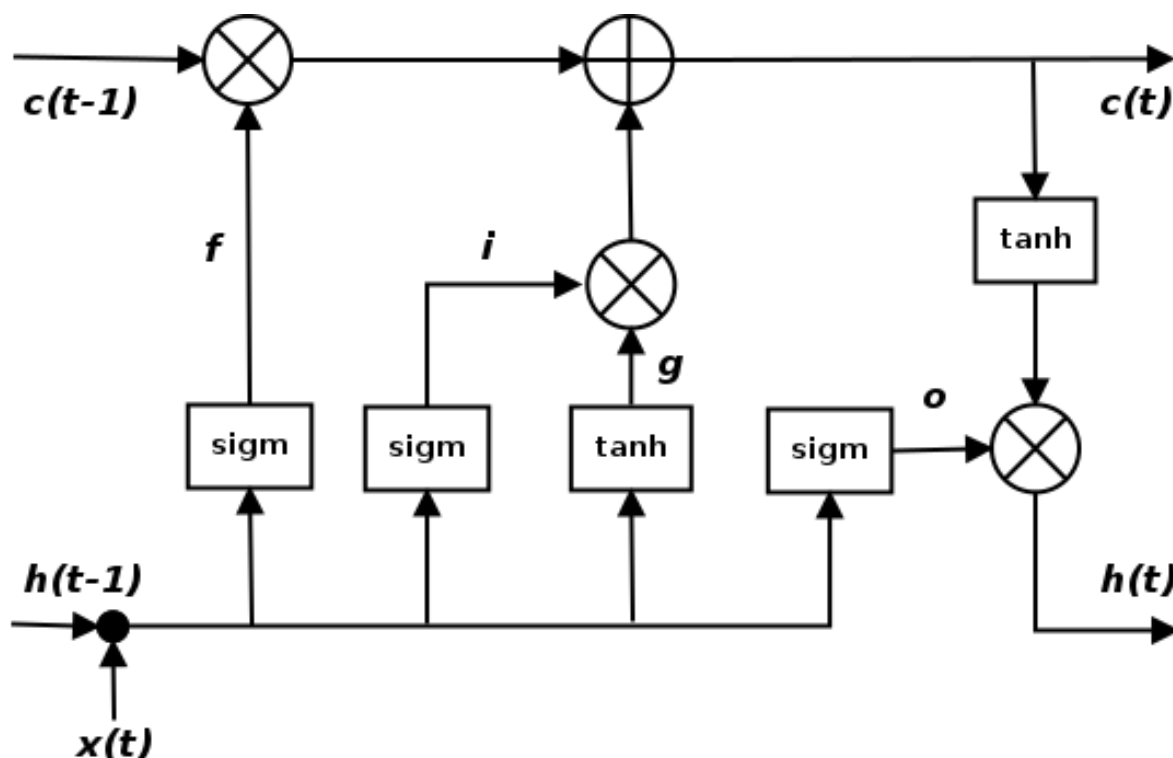 c(t-1)
c(t)
tanh
f
i
g
o
sigm
sigm
tanh
sigm
h(t-1)
h(t)
x(t)